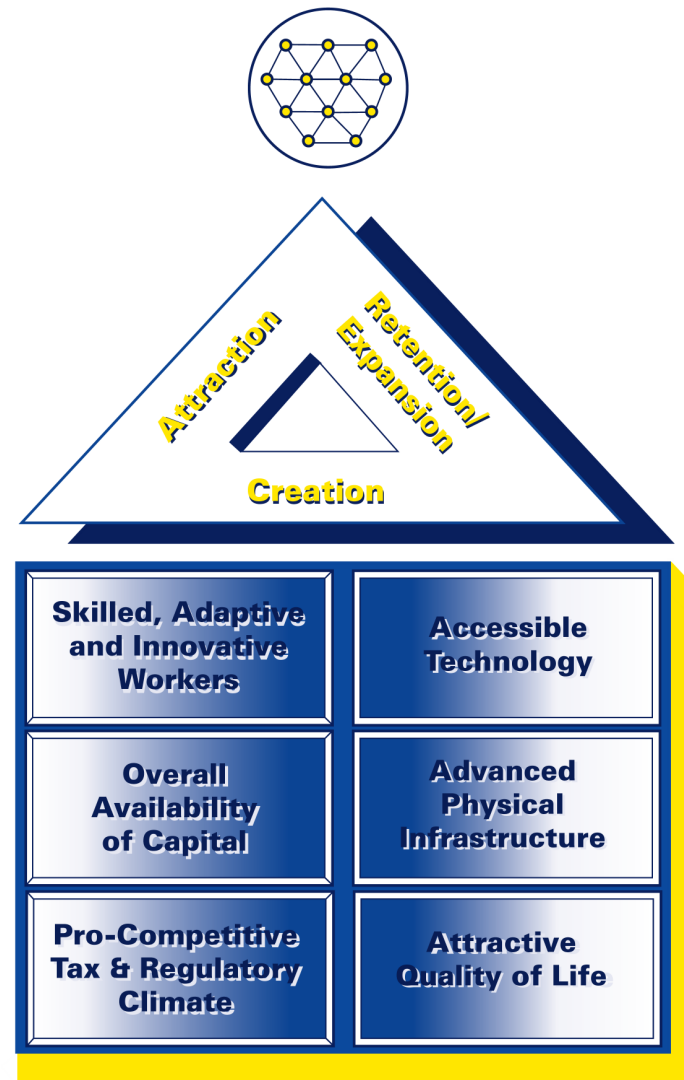 Attraction
Retention/
Expansion
Creation
Skilled, Adaptive
and Innovative
Workers
Accessible
Technology
Overall
Availability
of Capital
Advanced
Physical
Infrastructure
Pro-Competitive
Tax & Regulatory
Climate
Attractive
Quality of Life